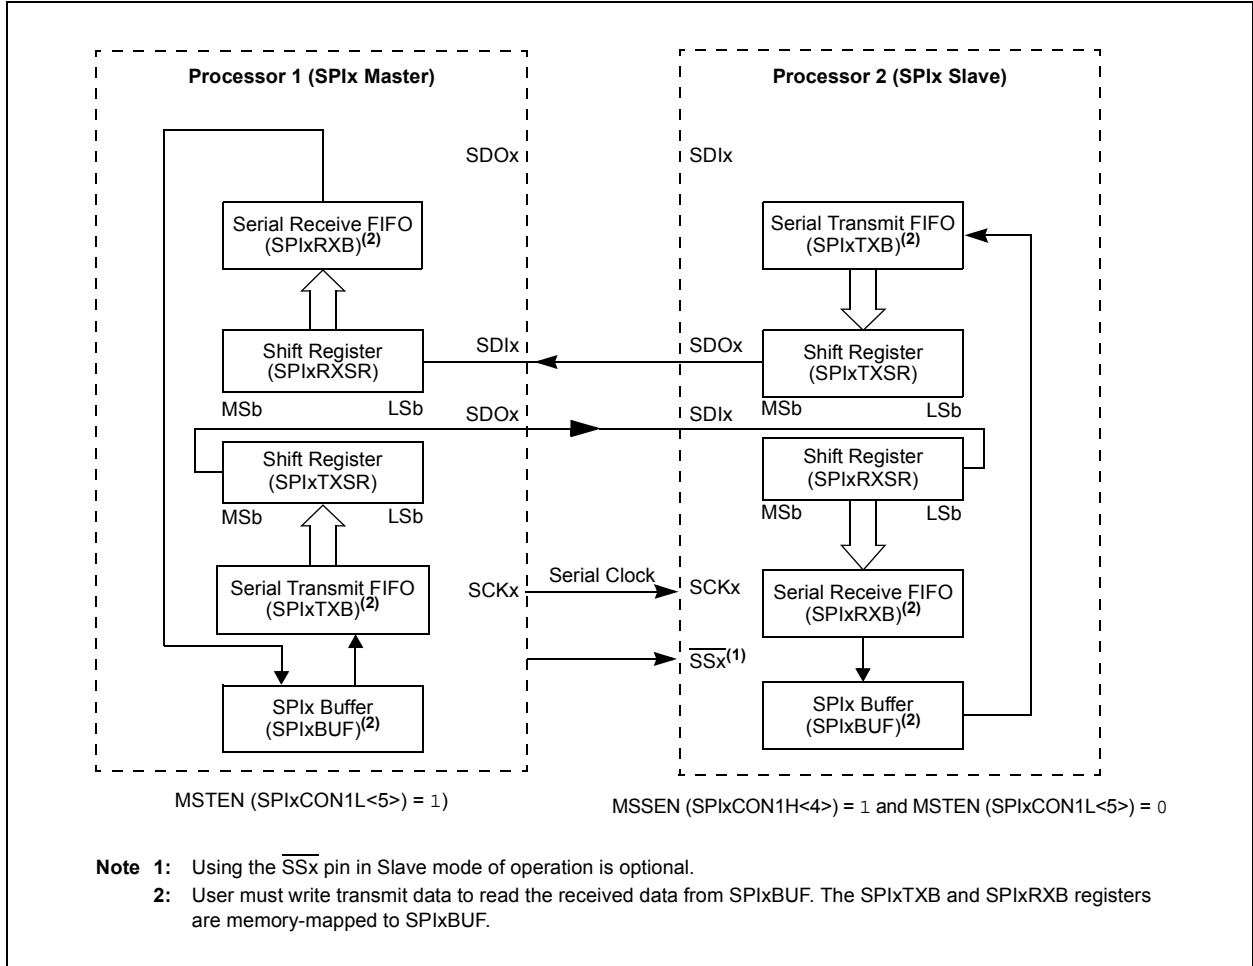 Processor 1 (SPIx Master)
Processor 2 (SPIx Slave)
SDOx
SDIx
Serial Receive FIFO
(SPIxRXB)(2)
Serial Transmit FIFO
(SPIxTXB)(2)
Shift Register
(SPIxRXSR)
SDIx
SDOx
Shift Register
(SPIxTXSR)
MSb
LSb
SDOx
SDIx
MSb
LSb
Shift Register
(SPIxTXSR)
Shift Register
(SPIxRXSR)
MSb
LSb
MSb
LSb
Serial Transmit FIFO
(SPIxTXB)(2)
SCKx
Serial Clock
SCKx
Serial Receive FIFO
(SPIxRXB)(2)
SSx(1)
SPIx Buffer
(SPIxBUF)(2)
SPIx Buffer
(SPIxBUF)(2)
MSTEN (SPIxCON1L<5>) = 1)
MSSEN (SPIxCON1H<4>) = 1 and MSTEN (SPIxCON1L<5>) = 0
Note 1: Using the SSx pin in Slave mode of operation is optional.
2: User must write transmit data to read the received data from SPIxBUF. The SPIxTXB and SPIxRXB registers
are memory-mapped to SPIxBUF.